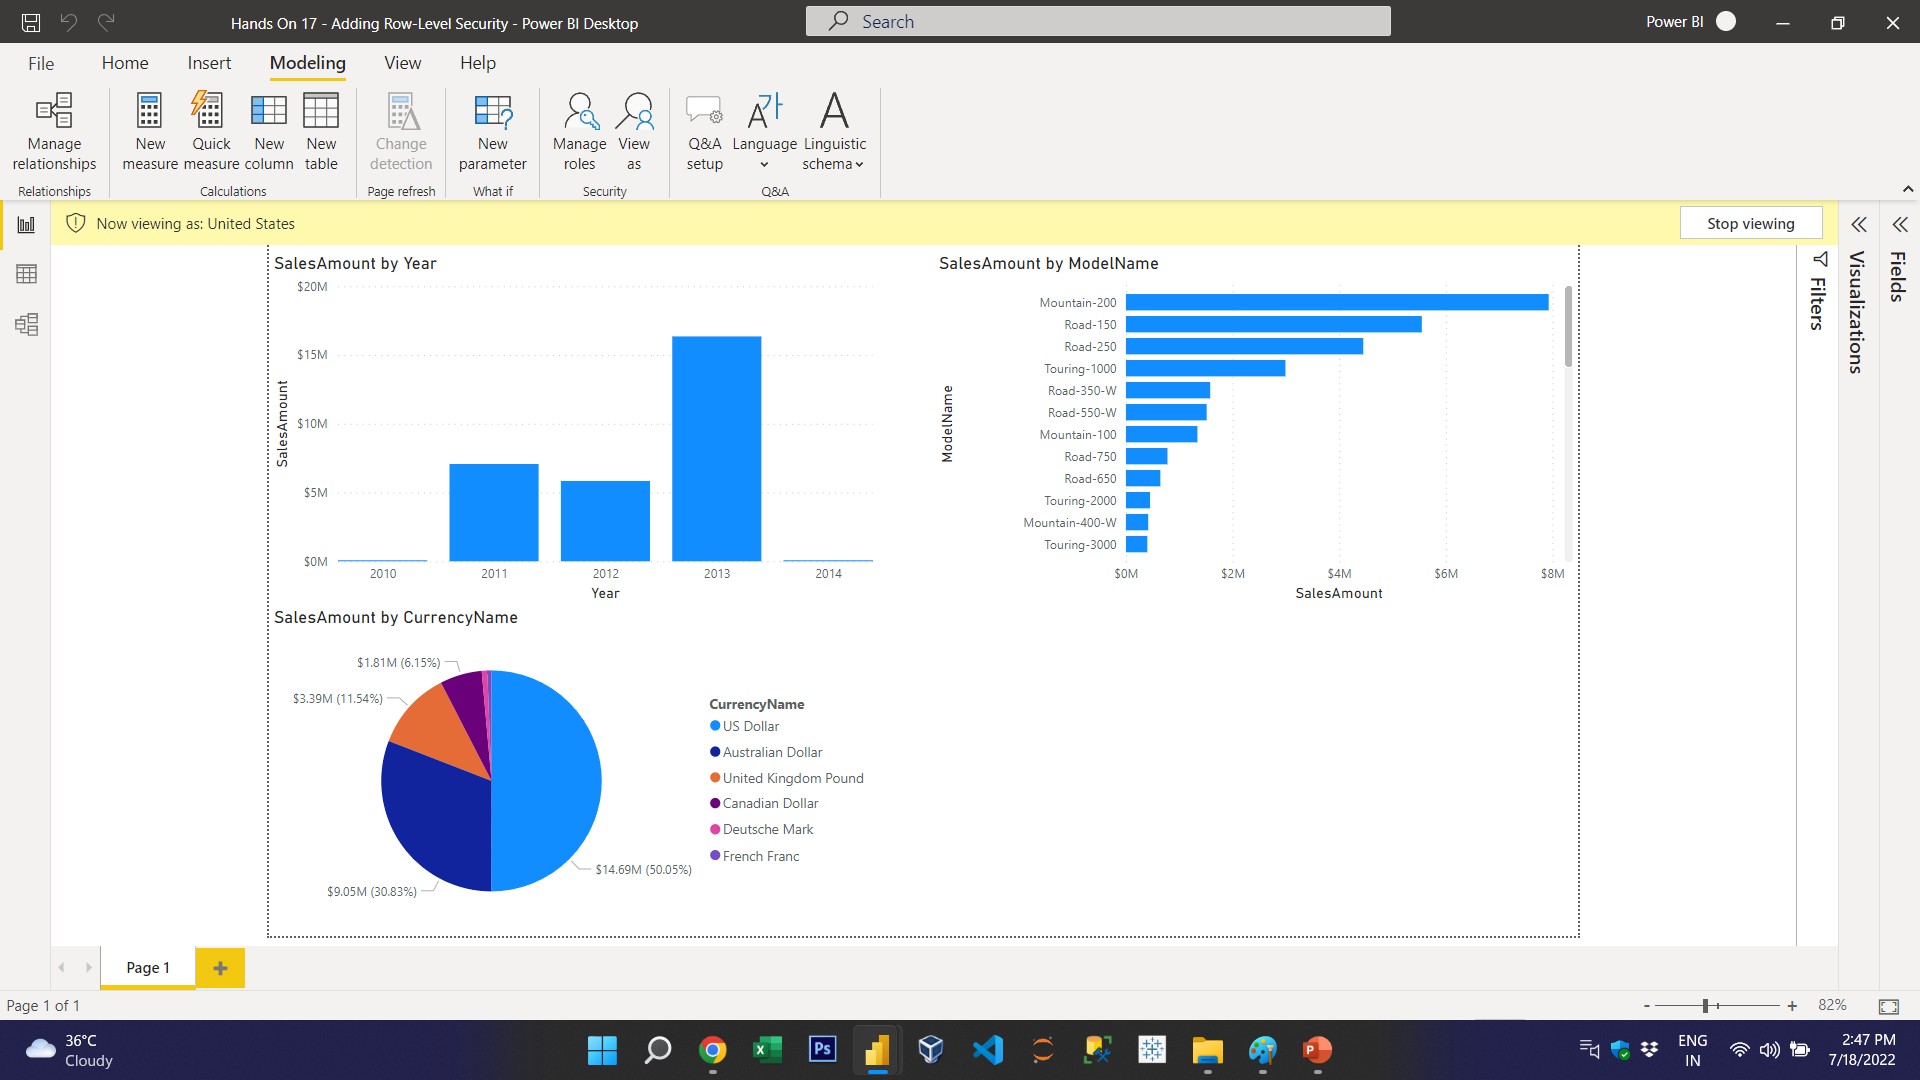 Hands On 17 - Adding Row-Level Security - Power BI Desktop
Search
Power BI
File Home Insert Modeling View Help
Manage relationships
New measure
Quick measure
New column
New table
Change detection
New parameter
Manage roles
View as
Q&A setup
Language
Linguistic schema
Relationships
Calculations
Page refresh
What if
Security
Q&A
Now viewing as: United States
Stop viewing
Filters
Visualizations
Fields
SalesAmount by Year
$20M
$15M
$10M
$5M
$0M
SalesAmount
2010 2011 2012 2013 2014
Year
SalesAmount by ModelName
ModelName
Mountain-200
Road-150
Road-250
Touring-1000
Road-350-W
Road-550-W
Mountain-100
Road-750
Road-650
Touring-2000
Mountain-400-W
Touring-3000
$0M $2M $4M $6M $8M
SalesAmount
SalesAmount by CurrencyName
$1.81M (6.15%)
$3.39M (11.54%)
$9.05M (30.83%)
$14.69M (50.05%)
CurrencyName
US Dollar
Australian Dollar
United Kingdom Pound
Canadian Dollar
Deutsche Mark
French Franc
Page 1
Page 1 of 1
82%
36°C
Cloudy
Ps
ENG
IN
2:47 PM
7/18/2022